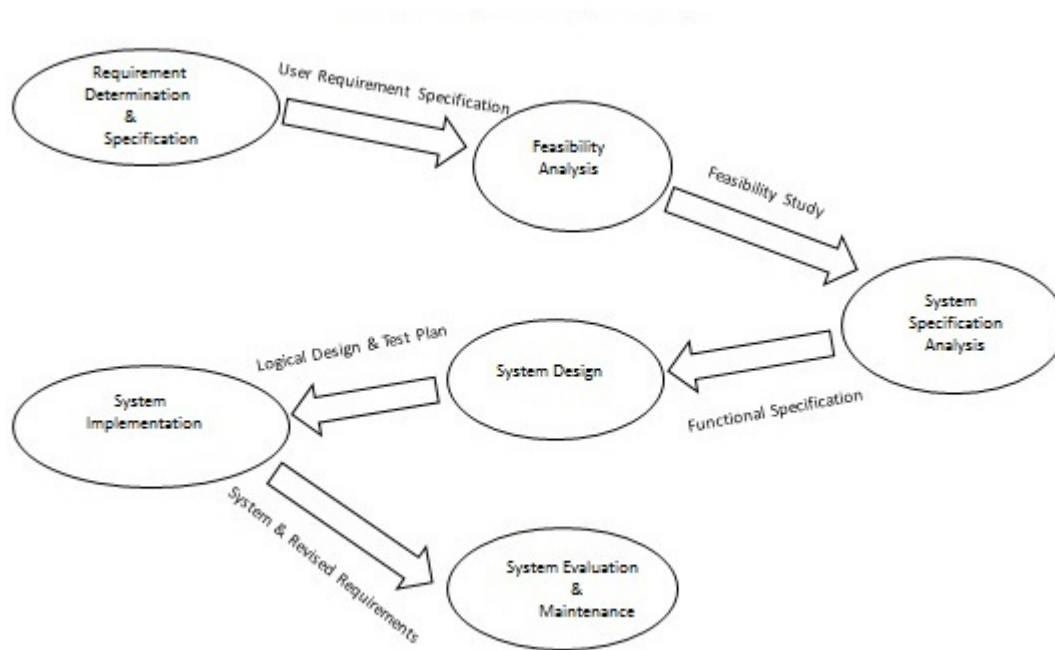 Requirement
Determination
&
Specification
User Requirement Specification
Feasibility
Analysis
Feasibility Study
System
Specification
Analysis
Functional Specification
System Design
Logical Design & Test Plan
System
Implementation
System & Revised Requirements
System Evaluation
&
Maintenance